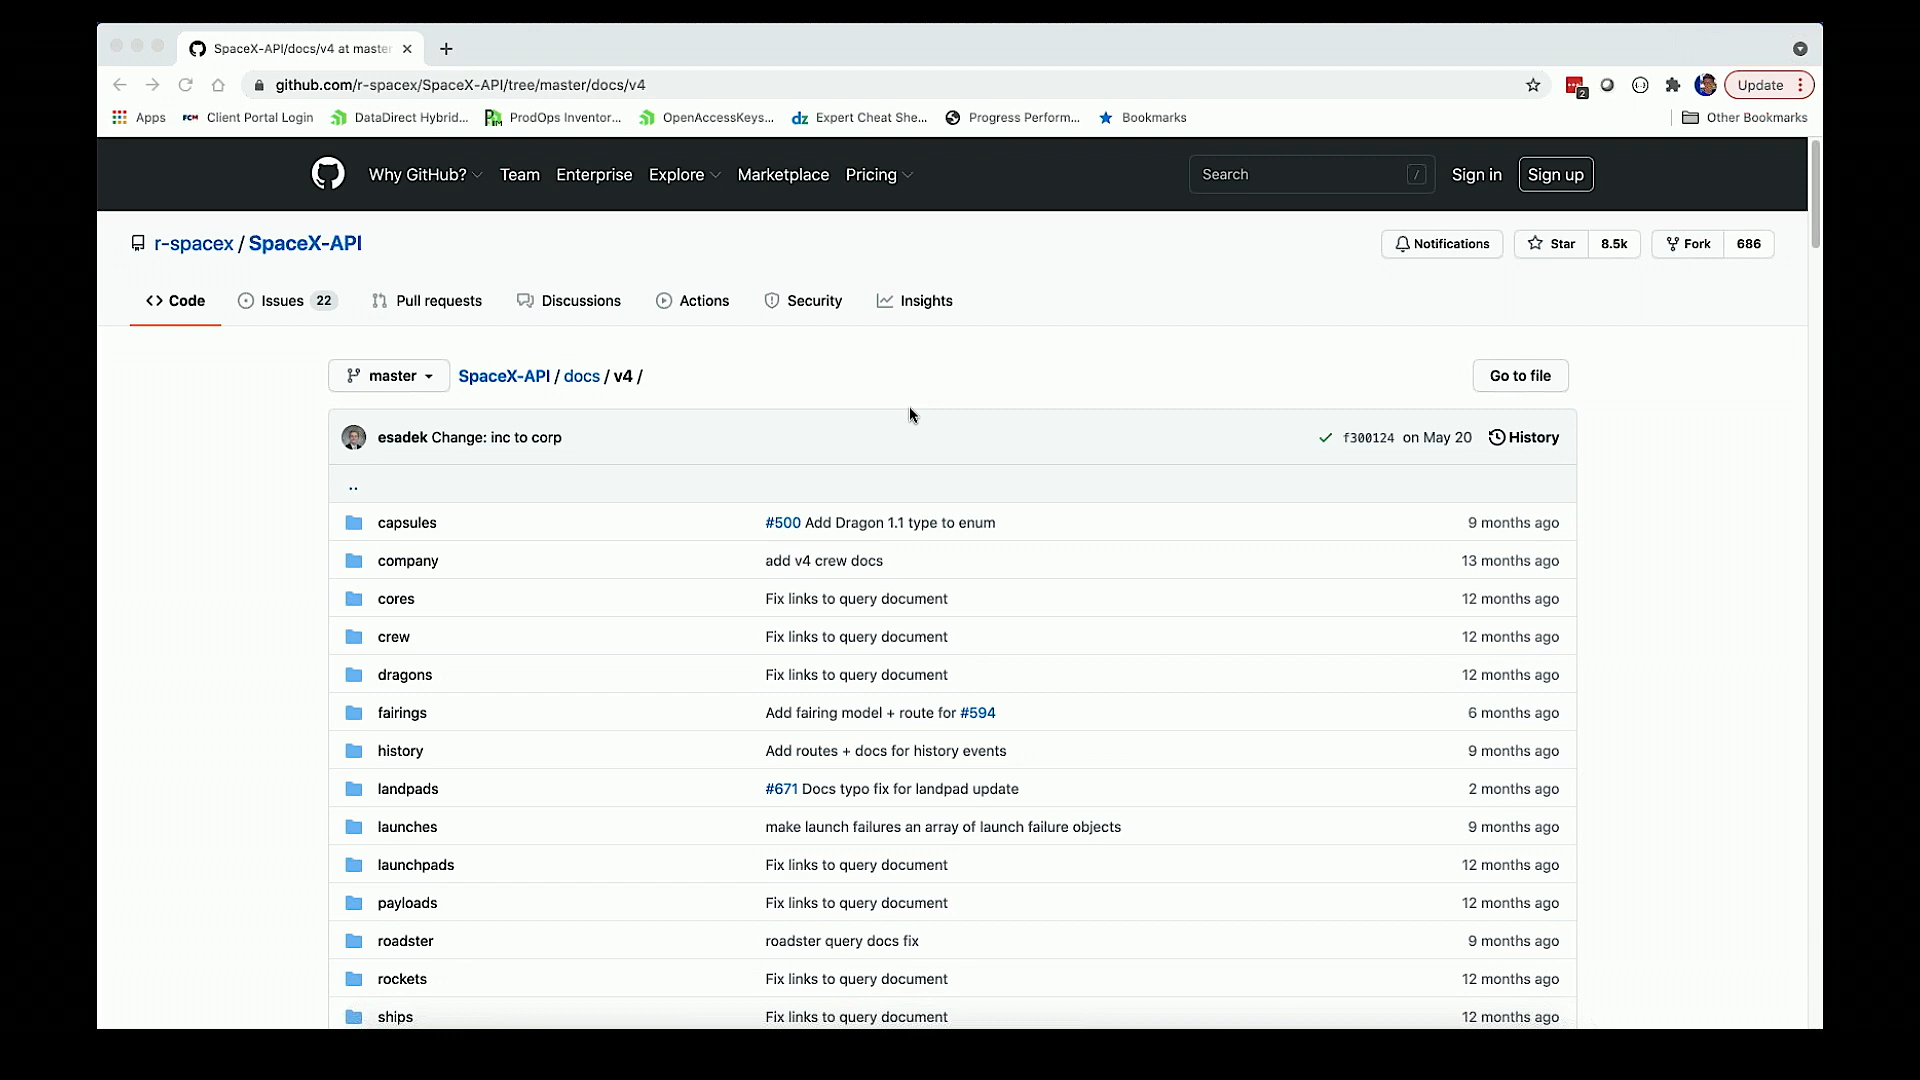 SpaceX-API/docs/v4 at master
github.com/r-spacex/SpaceX-API/tree/master/docs/v4
2
Update
Apps
FCM Client Portal Login
DataDirect Hybrid...
ProdOps Inventor...
OpenAccessKeys...
dz Expert Cheat She...
Progress Perform...
Bookmarks
Other Bookmarks
Why GitHub? Team Enterprise Explore Marketplace Pricing
Search /
Sign in Sign up
r-spacex / SpaceX-API
Notifications Star 8.5k Fork 686
<> Code Issues 22 Pull requests Discussions Actions Security Insights
master SpaceX-API / docs / v4 / Go to file
esadek Change: inc to corp f300124 on May 20 History
..
capsules #500 Add Dragon 1.1 type to enum 9 months ago
company add v4 crew docs 13 months ago
cores Fix links to query document 12 months ago
crew Fix links to query document 12 months ago
dragons Fix links to query document 12 months ago
fairings Add fairing model + route for #594 6 months ago
history Add routes + docs for history events 9 months ago
landpads #671 Docs typo fix for landpad update 2 months ago
launches make launch failures an array of launch failure objects 9 months ago
launchpads Fix links to query document 12 months ago
payloads Fix links to query document 12 months ago
roadster roadster query docs fix 9 months ago
rockets Fix links to query document 12 months ago
ships Fix links to query document 12 months ago